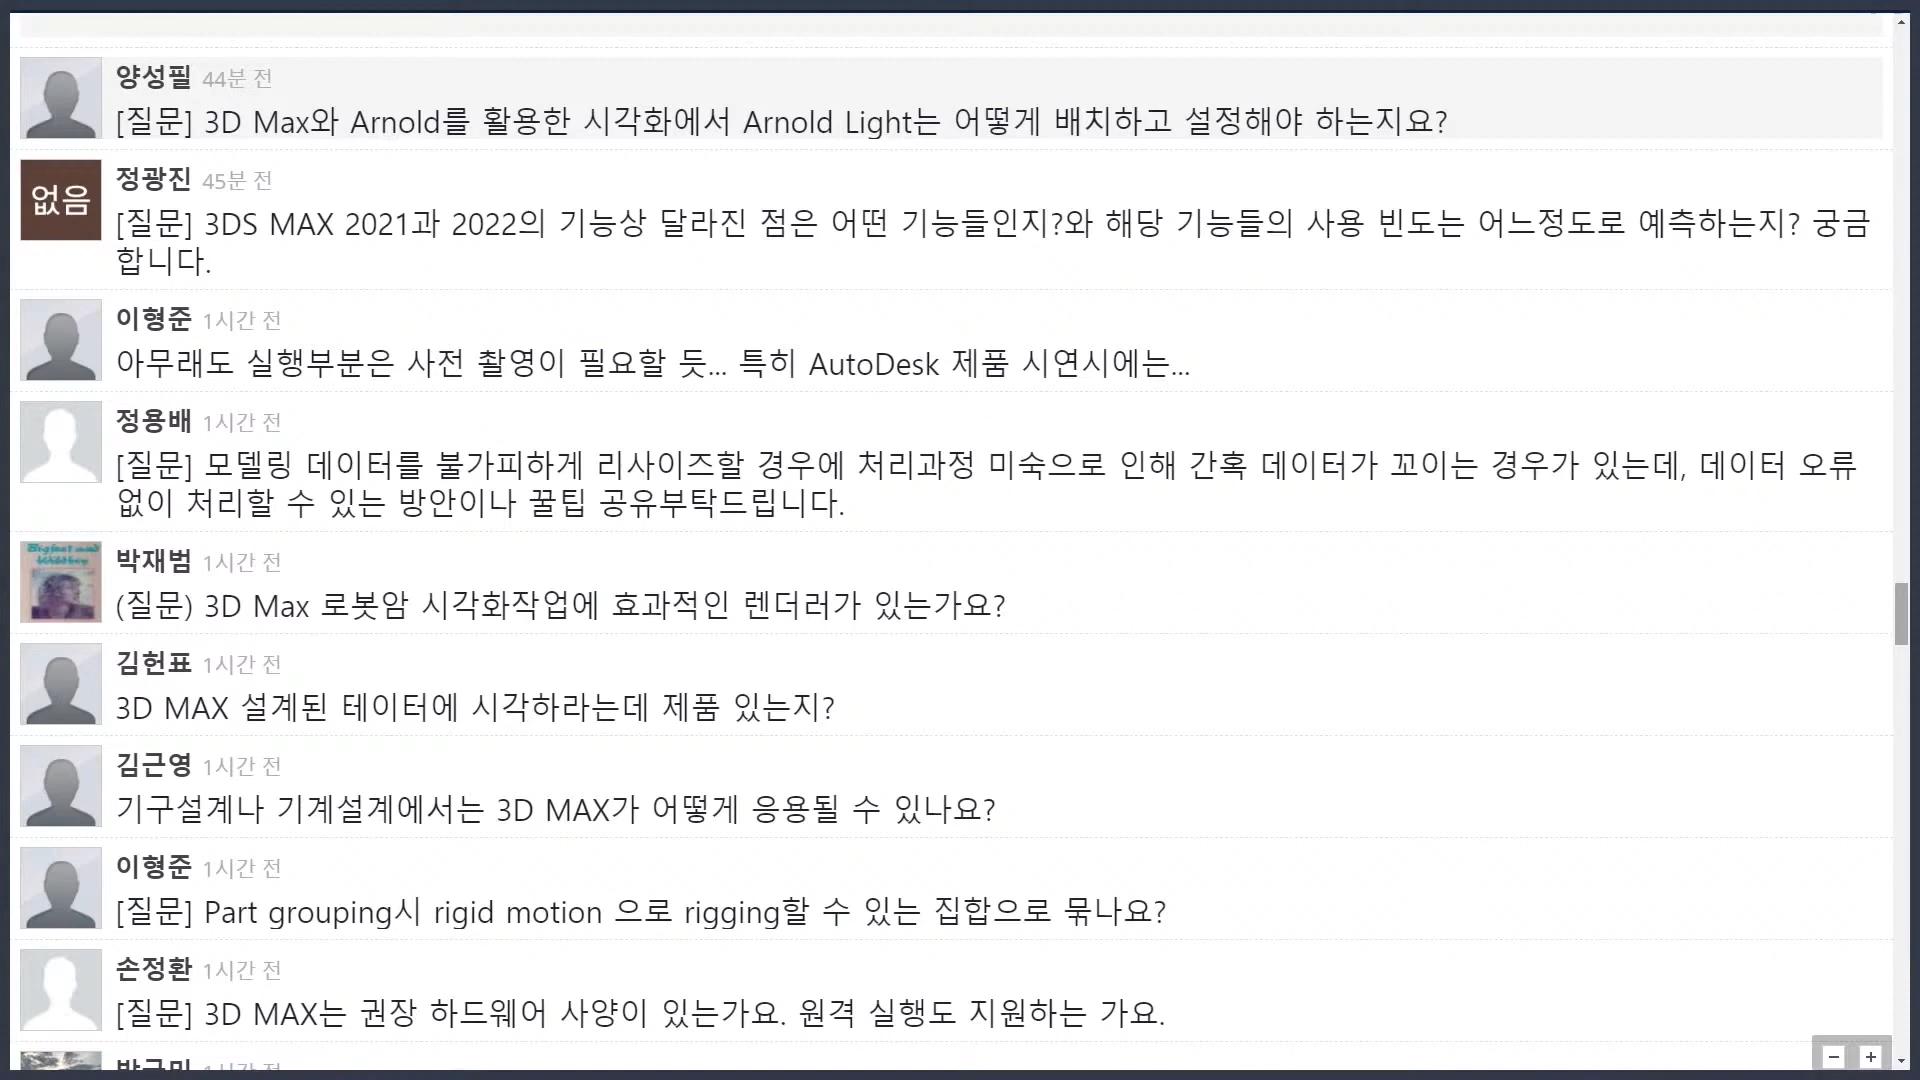 양성필 44분 전
[질문] 3D Max와 Arnold를 활용한 시각화에서 Arnold Light는 어떻게 배치하고 설정해야 하는지요?
없음
정광진 45분 전
[질문] 3DS MAX 2021과 2022의 기능상 달라진 점은 어떤 기능들인지?와 해당 기능들의 사용 빈도는 어느정도로 예측하는지? 궁금
합니다.
이형준 1시간 전
아무래도 실행부분은 사전 촬영이 필요할 듯... 특히 AutoDesk 제품 시연시에는...
정용배 1시간 전
[질문] 모델링 데이터를 불가피하게 리사이즈할 경우에 처리과정 미숙으로 인해 간혹 데이터가 꼬이는 경우가 있는데, 데이터 오류
없이 처리할 수 있는 방안이나 꿀팁 공유부탁드립니다.
박재범 1시간 전
(질문) 3D Max 로봇암 시각화작업에 효과적인 렌더러가 있는가요?
김헌표 1시간 전
3D MAX 설계된 테이터에 시각하라는데 제품 있는지?
김근영 1시간 전
기구설계나 기계설계에서는 3D MAX가 어떻게 응용될 수 있나요?
이형준 1시간 전
[질문] Part grouping시 rigid motion 으로 rigging할 수 있는 집합으로 묶나요?
손정환 1시간 전
[질문] 3D MAX는 권장 하드웨어 사양이 있는가요. 원격 실행도 지원하는 가요.